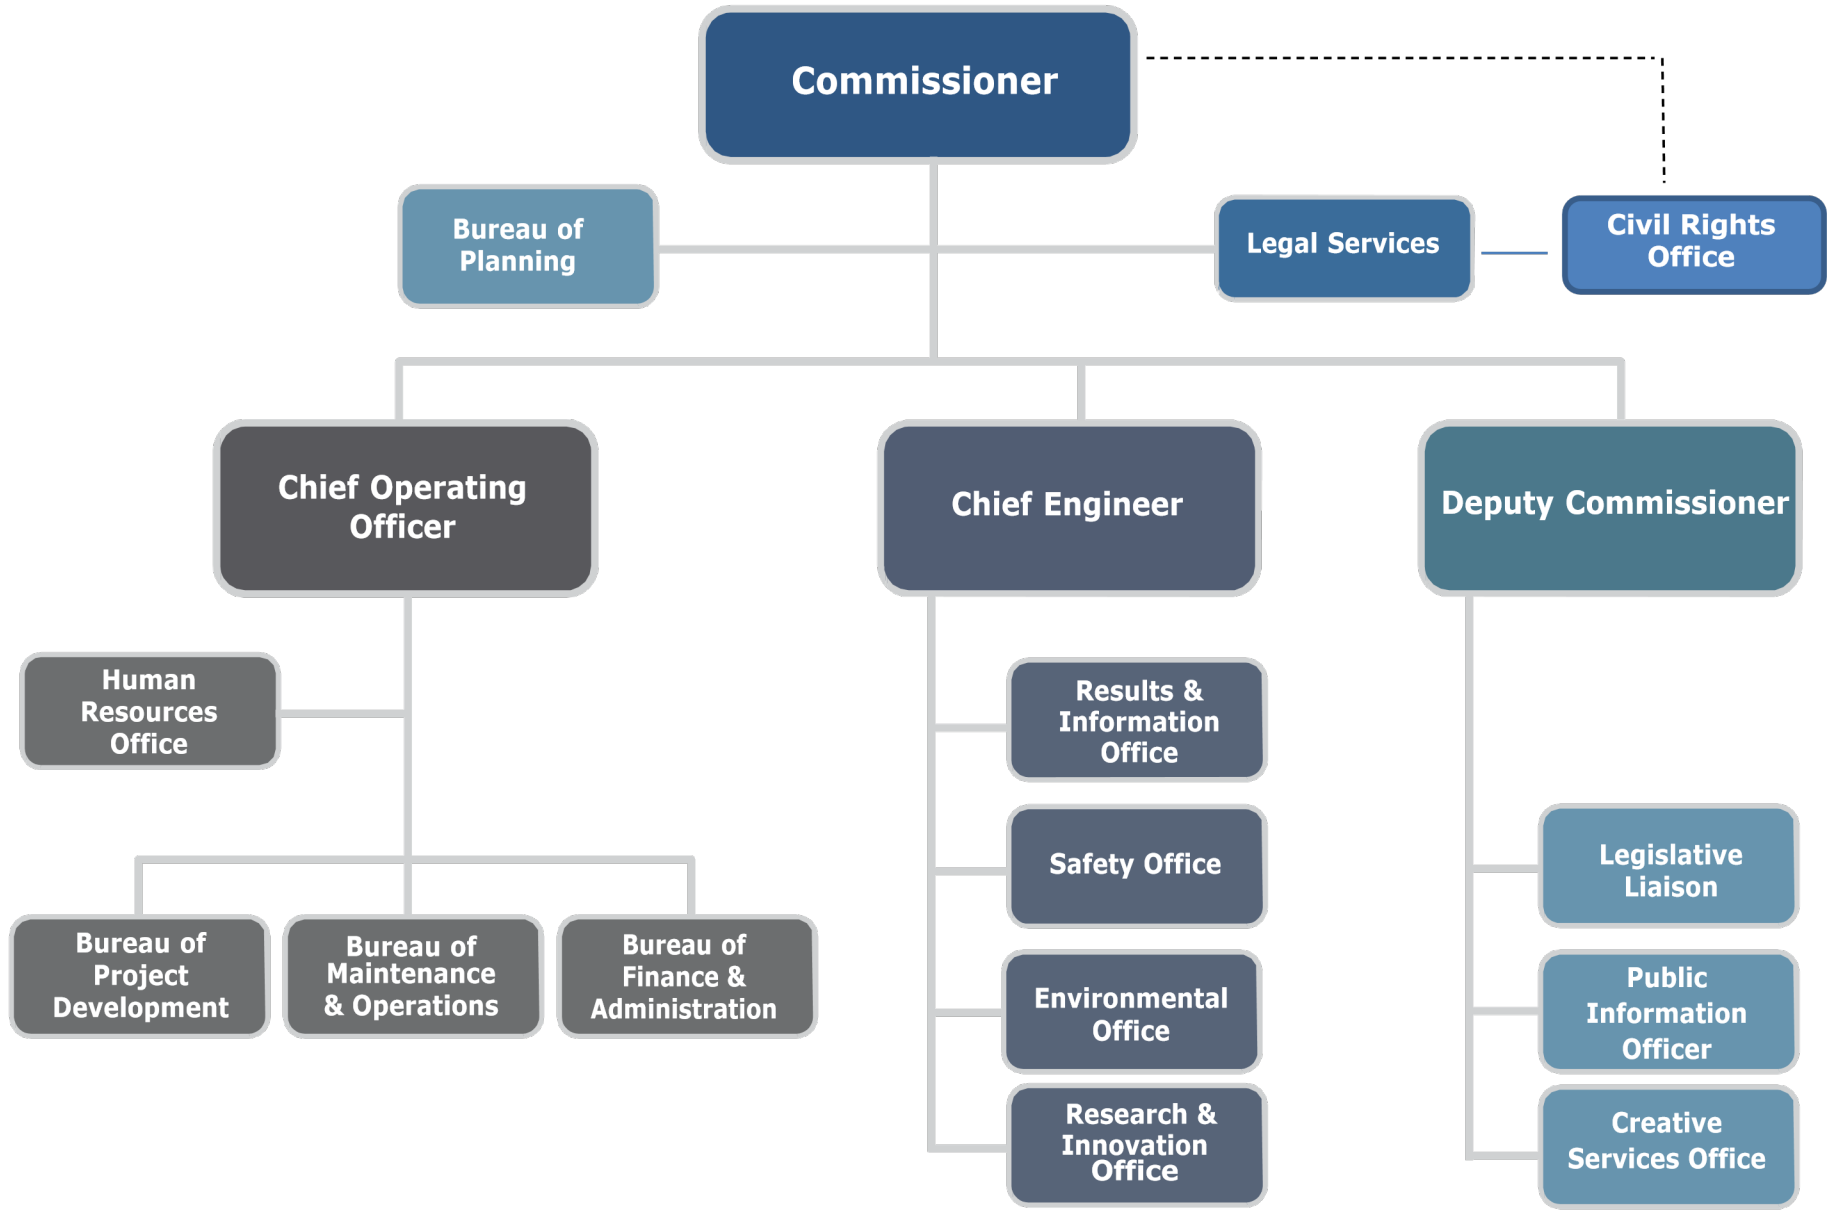 Commissioner
Bureau of
Planning
Legal Services
Civil Rights
Office
Chief Operating
Officer
Chief Engineer
Deputy Commissioner
Human
Resources
Office
Results &
Information
Office
Safety Office
Legislative
Liaison
Bureau of
Project
Development
Bureau of
Maintenance
& Operations
Bureau of
Finance &
Administration
Environmental
Office
Public
Information
Officer
Research &
Innovation
Office
Creative
Services Office